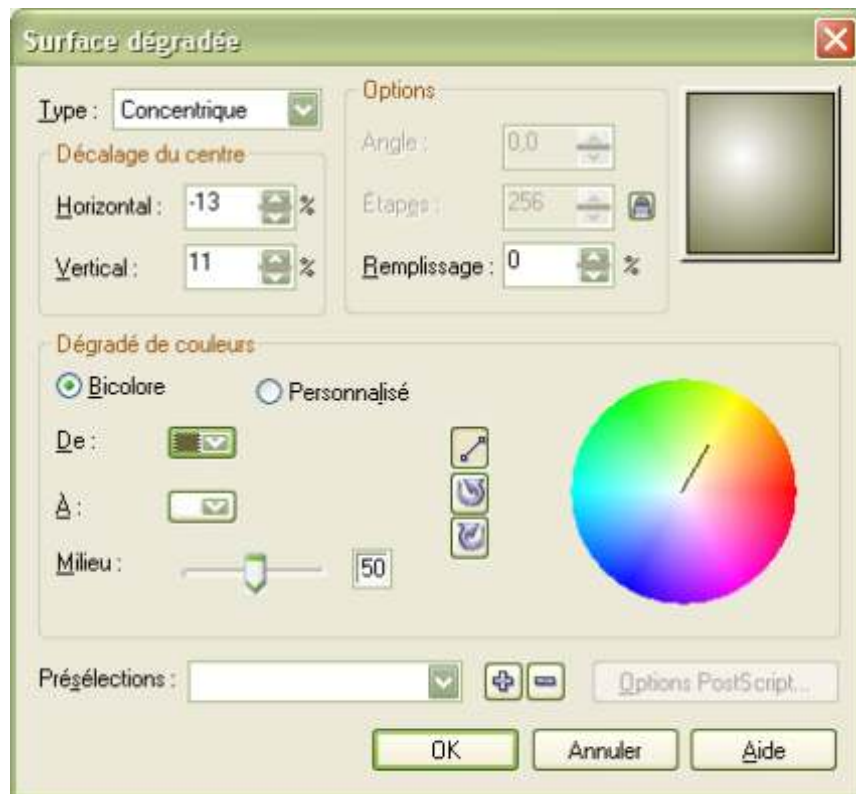 Surface dégradée
Type : Concentrique
Décalage du centre
Horizontal : -13 %
Vertical : 11 %
Options
Angle : 0,0
Étapes : 256
Remplissage : 0 %
Dégradé de couleurs
Bicolore Personnalisé
De :
À :
Milieu : 50
Présélections :
Options PostScript...
OK Annuler Aide